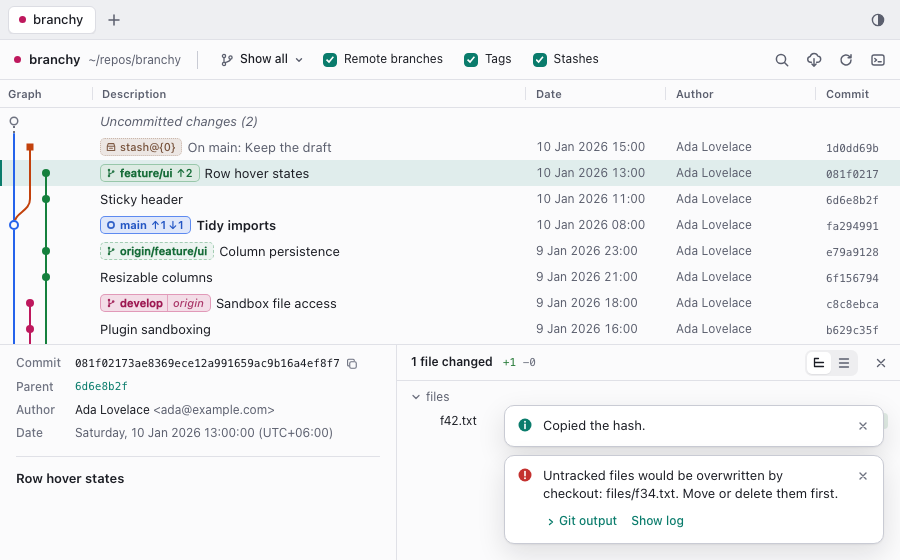 branchy
branchy ~/repos/branchy Show all Remote branches Tags Stashes
Graph Description Date Author Commit
Uncommitted changes (2)
stash@{0} On main: Keep the draft 10 Jan 2026 15:00 Ada Lovelace 1d0dd69b
feature/ui ↑2 Row hover states 10 Jan 2026 13:00 Ada Lovelace 081f0217
Sticky header 10 Jan 2026 11:00 Ada Lovelace 6d6e8b2f
main ↑1↓1 Tidy imports 10 Jan 2026 08:00 Ada Lovelace fa294991
origin/feature/ui Column persistence 9 Jan 2026 23:00 Ada Lovelace e79a9128
Resizable columns 9 Jan 2026 21:00 Ada Lovelace 6f156794
develop origin Sandbox file access 9 Jan 2026 18:00 Ada Lovelace c8c8ebca
Plugin sandboxing 9 Jan 2026 16:00 Ada Lovelace b629c35f
Commit 081f02173ae8369ece12a991659ac9b16a4ef8f7
Parent 6d6e8b2f
Author Ada Lovelace <ada@example.com>
Date Saturday, 10 Jan 2026 13:00:00 (UTC+06:00)
Row hover states
1 file changed +1 −0
files
f42.txt
Copied the hash.
Untracked files would be overwritten by
checkout: files/f34.txt. Move or delete them first.
Git output Show log